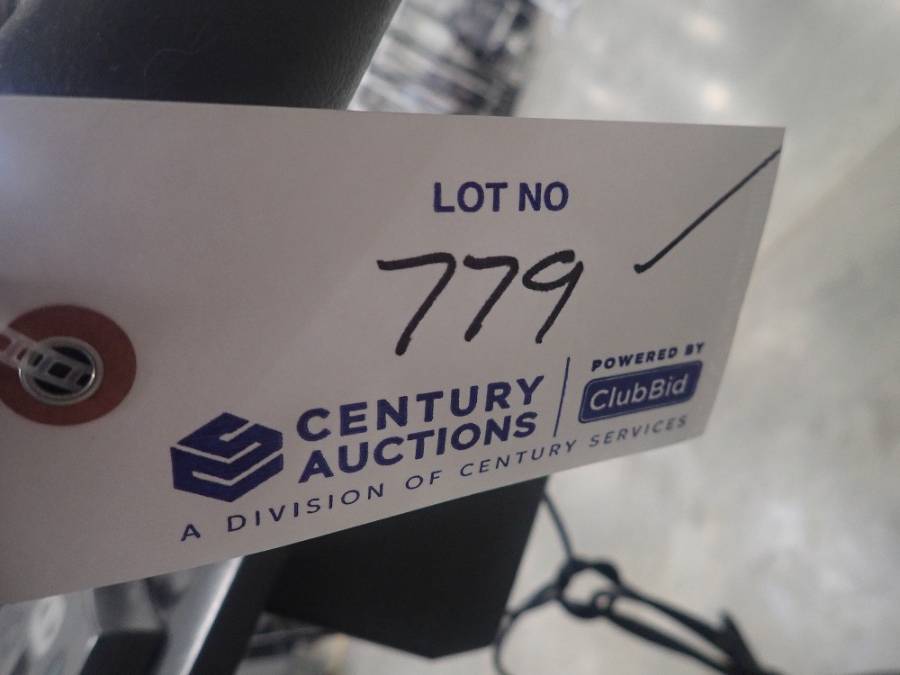 LOT NO
779
CENTURY
AUCTIONS
POWERED BY
ClubBid
A DIVISION OF CENTURY SERVICES